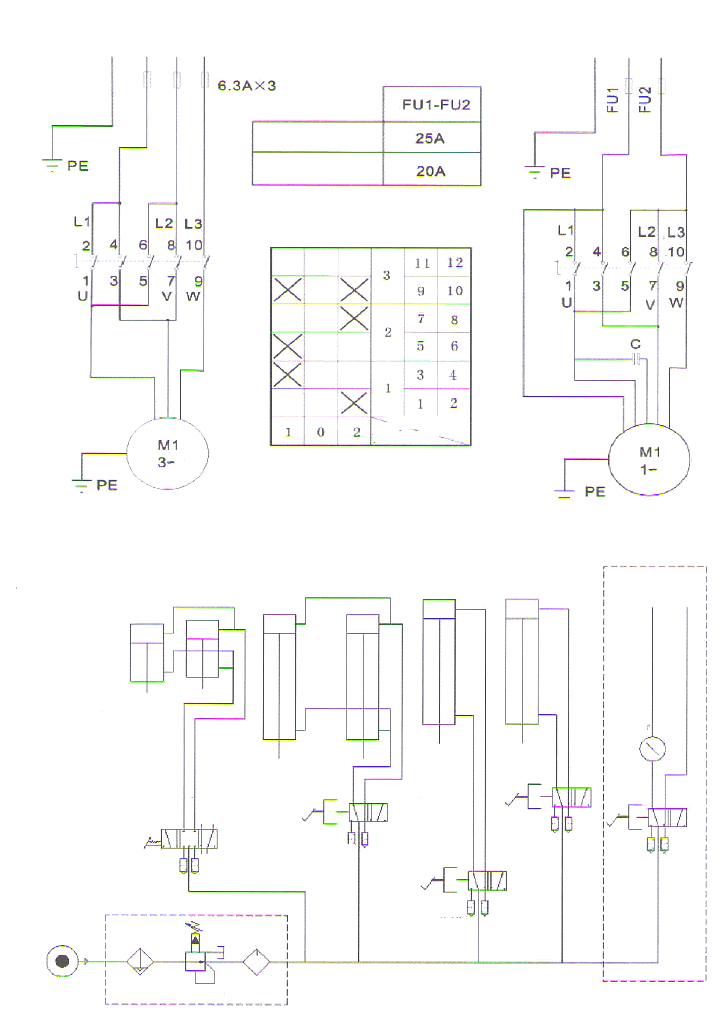 6.3A×3
FU1-FU2
25A
20A
FU1
FU2
PE
PE
L1 L2 L3
2 4 6 8 10
1 3 5 7 9
U V W
L1 L2 L3
2 4 6 8 10
1 3 5 7 9
U V W
3 11 12
9 10
2 7 8
5 6
1 3 4
1 2
1 0 2
C
M1
3~
PE
M1
1~
PE